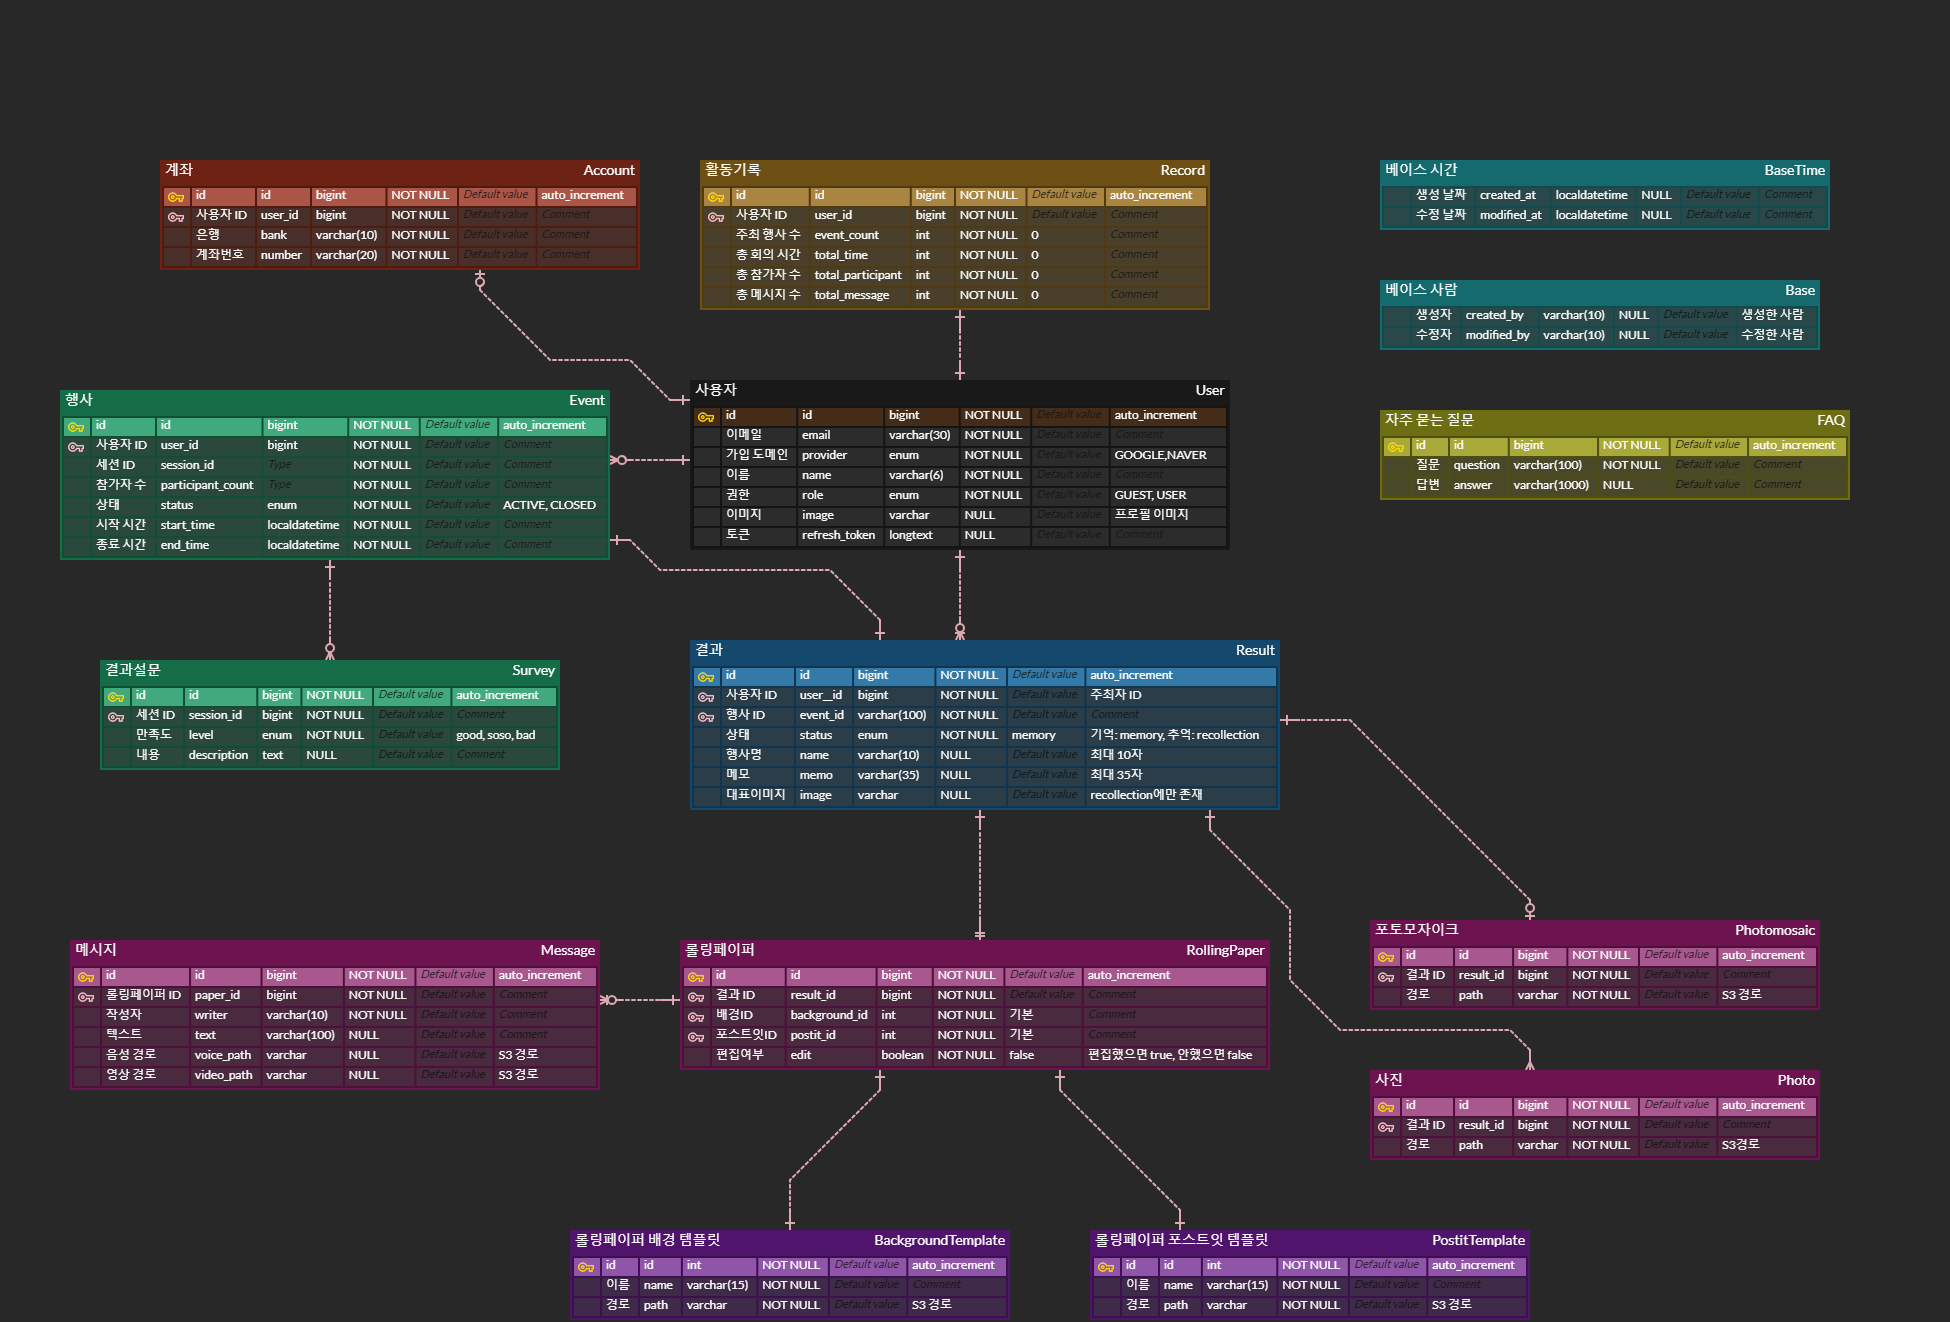 계좌 Account
id id bigint NOT NULL Default value auto_increment
사용자 ID user_id bigint NOT NULL Default value Comment
은행 bank varchar(10) NOT NULL Default value Comment
계좌번호 number varchar(20) NOT NULL Default value Comment
활동기록 Record
id id bigint NOT NULL Default value auto_increment
사용자 ID user_id bigint NOT NULL Default value Comment
주최 행사 수 event_count int NOT NULL 0 Comment
총 회의 시간 total_time int NOT NULL 0 Comment
총 참가자 수 total_participant int NOT NULL 0 Comment
총 메시지 수 total_message int NOT NULL 0 Comment
베이스 시간 BaseTime
생성 날짜 created_at localdatetime NULL Default value Comment
수정 날짜 modified_at localdatetime NULL Default value Comment
베이스 사람 Base
생성자 created_by varchar(10) NULL Default value 생성한 사람
수정자 modified_by varchar(10) NULL Default value 수정한 사람
행사 Event
id id bigint NOT NULL Default value auto_increment
사용자 ID user_id bigint NOT NULL Default value Comment
세션 ID session_id Type NOT NULL Default value Comment
참가자 수 participant_count Type NOT NULL Default value Comment
상태 status enum NOT NULL Default value ACTIVE, CLOSED
시작 시간 start_time localdatetime NOT NULL Default value Comment
종료 시간 end_time localdatetime NOT NULL Default value Comment
사용자 User
id id bigint NOT NULL Default value auto_increment
이메일 email varchar(30) NOT NULL Default value Comment
가입 도메인 provider enum NOT NULL Default value GOOGLE,NAVER
이름 name varchar(6) NOT NULL Default value Comment
권한 role enum NOT NULL Default value GUEST, USER
이미지 image varchar NULL Default value 프로필 이미지
토큰 refresh_token longtext NULL Default value Comment
자주 묻는 질문 FAQ
id id bigint NOT NULL Default value auto_increment
질문 question varchar(100) NOT NULL Default value Comment
답변 answer varchar(1000) NULL Default value Comment
결과설문 Survey
id id bigint NOT NULL Default value auto_increment
세션 ID session_id bigint NOT NULL Default value Comment
만족도 level enum NOT NULL Default value good, soso, bad
내용 description text NULL Default value Comment
결과 Result
id id bigint NOT NULL Default value auto_increment
사용자 ID user__id bigint NOT NULL Default value 주최자 ID
행사 ID event_id varchar(100) NOT NULL Default value Comment
상태 status enum NOT NULL memory 기억: memory, 추억: recollection
행사명 name varchar(10) NULL Default value 최대 10자
메모 memo varchar(35) NULL Default value 최대 35자
대표이미지 image varchar NULL Default value recollection에만 존재
메시지 Message
id id bigint NOT NULL Default value auto_increment
롤링페이퍼 ID paper_id bigint NOT NULL Default value Comment
작성자 writer varchar(10) NOT NULL Default value Comment
텍스트 text varchar(100) NULL Default value Comment
음성 경로 voice_path varchar NULL Default value S3 경로
영상 경로 video_path varchar NULL Default value S3 경로
롤링페이퍼 RollingPaper
id id bigint NOT NULL Default value auto_increment
결과 ID result_id bigint NOT NULL Default value Comment
배경ID background_id int NOT NULL 기본 Comment
포스트잇ID postit_id int NOT NULL 기본 Comment
편집여부 edit boolean NOT NULL false 편집했으면 true, 안했으면 false
포토모자이크 Photomosaic
id id bigint NOT NULL Default value auto_increment
결과 ID result_id bigint NOT NULL Default value Comment
경로 path varchar NOT NULL Default value S3 경로
사진 Photo
id id bigint NOT NULL Default value auto_increment
결과 ID result_id bigint NOT NULL Default value Comment
경로 path varchar NOT NULL Default value S3경로
롤링페이퍼 배경 템플릿 BackgroundTemplate
id id int NOT NULL Default value auto_increment
이름 name varchar(15) NOT NULL Default value Comment
경로 path varchar NOT NULL Default value S3 경로
롤링페이퍼 포스트잇 템플릿 PostitTemplate
id id int NOT NULL Default value auto_increment
이름 name varchar(15) NOT NULL Default value Comment
경로 path varchar NOT NULL Default value S3 경로